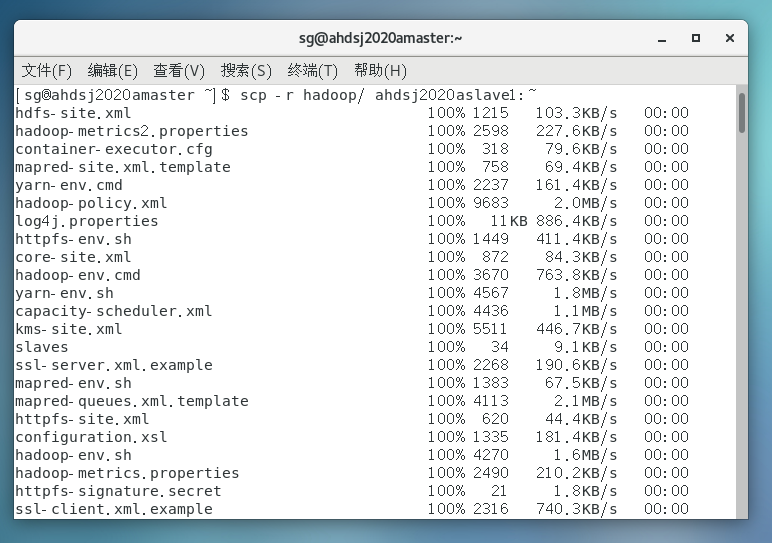 sg@ahdsj2020amaster:~
文件(F) 编辑(E) 查看(V) 搜索(S) 终端(T) 帮助(H)
[sg@ahdsj2020amaster ~]$ scp -r hadoop/ ahdsj2020aslave1:~
hdfs-site.xml 100% 1215 103.3KB/s 00:00
hadoop-metrics2.properties 100% 2598 227.6KB/s 00:00
container-executor.cfg 100% 318 79.6KB/s 00:00
mapred-site.xml.template 100% 758 69.4KB/s 00:00
yarn-env.cmd 100% 2237 161.4KB/s 00:00
hadoop-policy.xml 100% 9683 2.0MB/s 00:00
log4j.properties 100% 11KB 886.4KB/s 00:00
httpfs-env.sh 100% 1449 411.4KB/s 00:00
core-site.xml 100% 872 84.3KB/s 00:00
hadoop-env.cmd 100% 3670 763.8KB/s 00:00
yarn-env.sh 100% 4567 1.8MB/s 00:00
capacity-scheduler.xml 100% 4436 1.1MB/s 00:00
kms-site.xml 100% 5511 446.7KB/s 00:00
slaves 100% 34 9.1KB/s 00:00
ssl-server.xml.example 100% 2268 190.6KB/s 00:00
mapred-env.sh 100% 1383 67.5KB/s 00:00
mapred-queues.xml.template 100% 4113 2.1MB/s 00:00
httpfs-site.xml 100% 620 44.4KB/s 00:00
configuration.xsl 100% 1335 181.4KB/s 00:00
hadoop-env.sh 100% 4270 1.6MB/s 00:00
hadoop-metrics.properties 100% 2490 210.2KB/s 00:00
httpfs-signature.secret 100% 21 1.8KB/s 00:00
ssl-client.xml.example 100% 2316 740.3KB/s 00:00